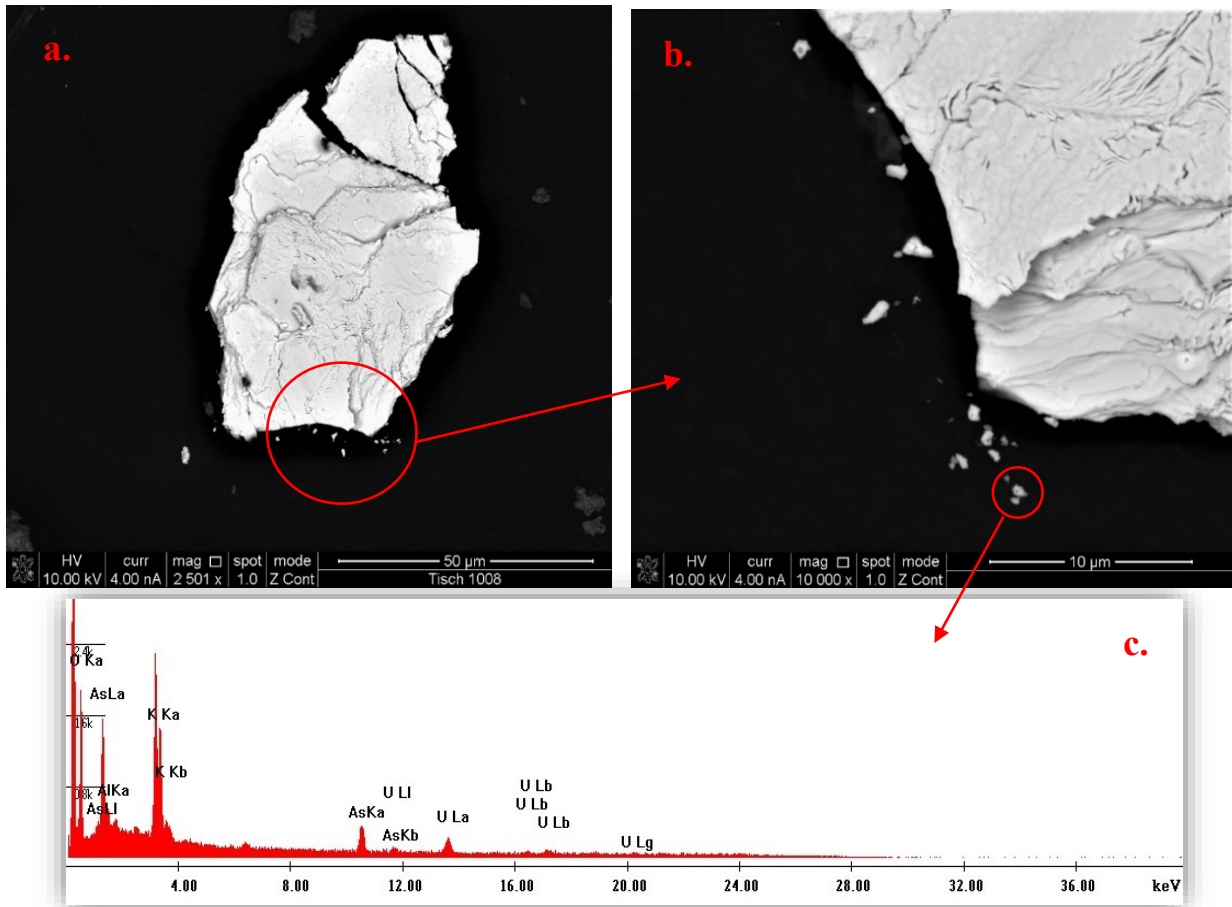 a.
HV curr mag □ spot mode 50 µm
10.00 kV 4.00 nA 2 501 x 1.0 Z Cont Tisch 1008
b.
HV curr mag □ spot mode 10 µm
10.00 kV 4.00 nA 10 000 x 1.0 Z Cont
c.
2.4k
O Ka
AsLa
K Ka
1.6k
K Kb
AlKa
0.8k
AsLl
U Ll
AsKa
AsKb
U La
U Lb
U Lb
U Lb
U Lg
4.00 8.00 12.00 16.00 20.00 24.00 28.00 32.00 36.00 keV